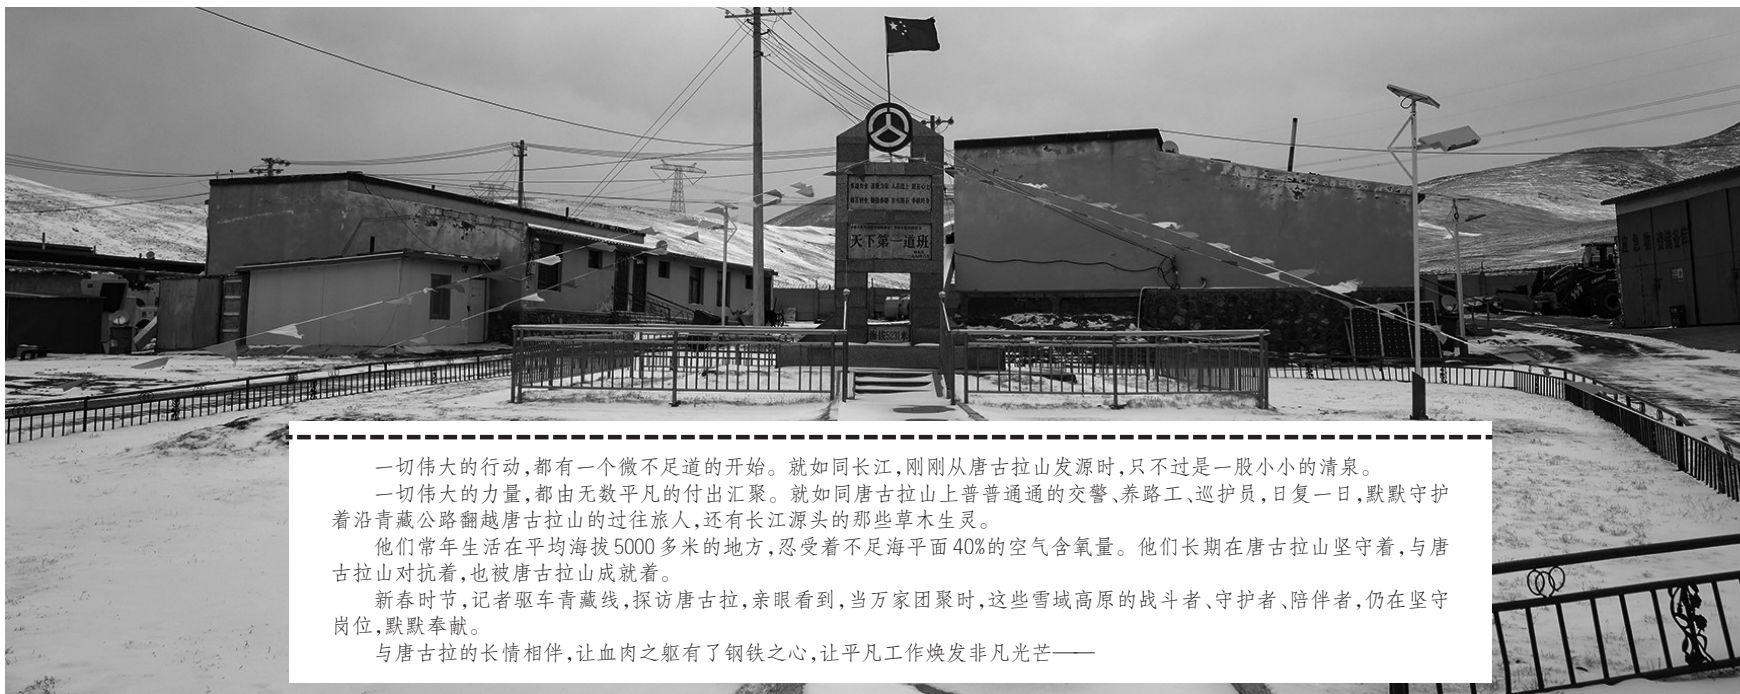 天下第一道班
海拔5231米
一切伟大的行动，都有一个微不足道的开始。就如同长江，刚刚从唐古拉山发源时，只不过是一股小小的清泉。
一切伟大的力量，都由无数平凡的付出汇聚。就如同唐古拉山上普普通通的交警、养路工、巡护员，日复一日，默默守护
着沿青藏公路翻越唐古拉山的过往旅人，还有长江源头的那些草木生灵。
他们常年生活在平均海拔5000多米的地方，忍受着不足海平面40%的空气含氧量。他们长期在唐古拉山坚守着，与唐
古拉山对抗着，也被唐古拉山成就着。
新春时节，记者驱车青藏线，探访唐古拉，亲眼看到，当万家团聚时，这些雪域高原的战斗者、守护者、陪伴者，仍在坚守
岗位，默默奉献。
与唐古拉的长情相伴，让血肉之躯有了钢铁之心，让平凡工作焕发非凡光芒——